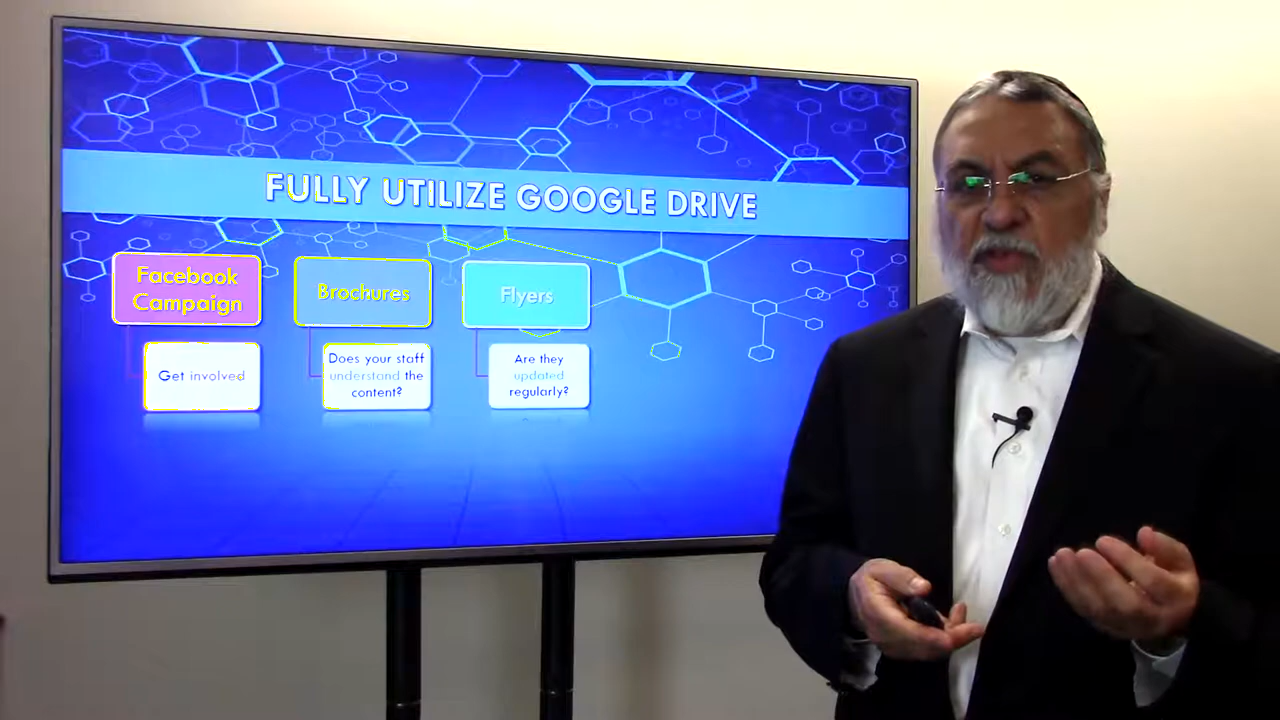 FULLY UTILIZE GOOGLE DRIVE
Facebook
Campaign
Get involved
Brochures
Does your staff
understand the
content?
Flyers
Are they
updated
regularly?